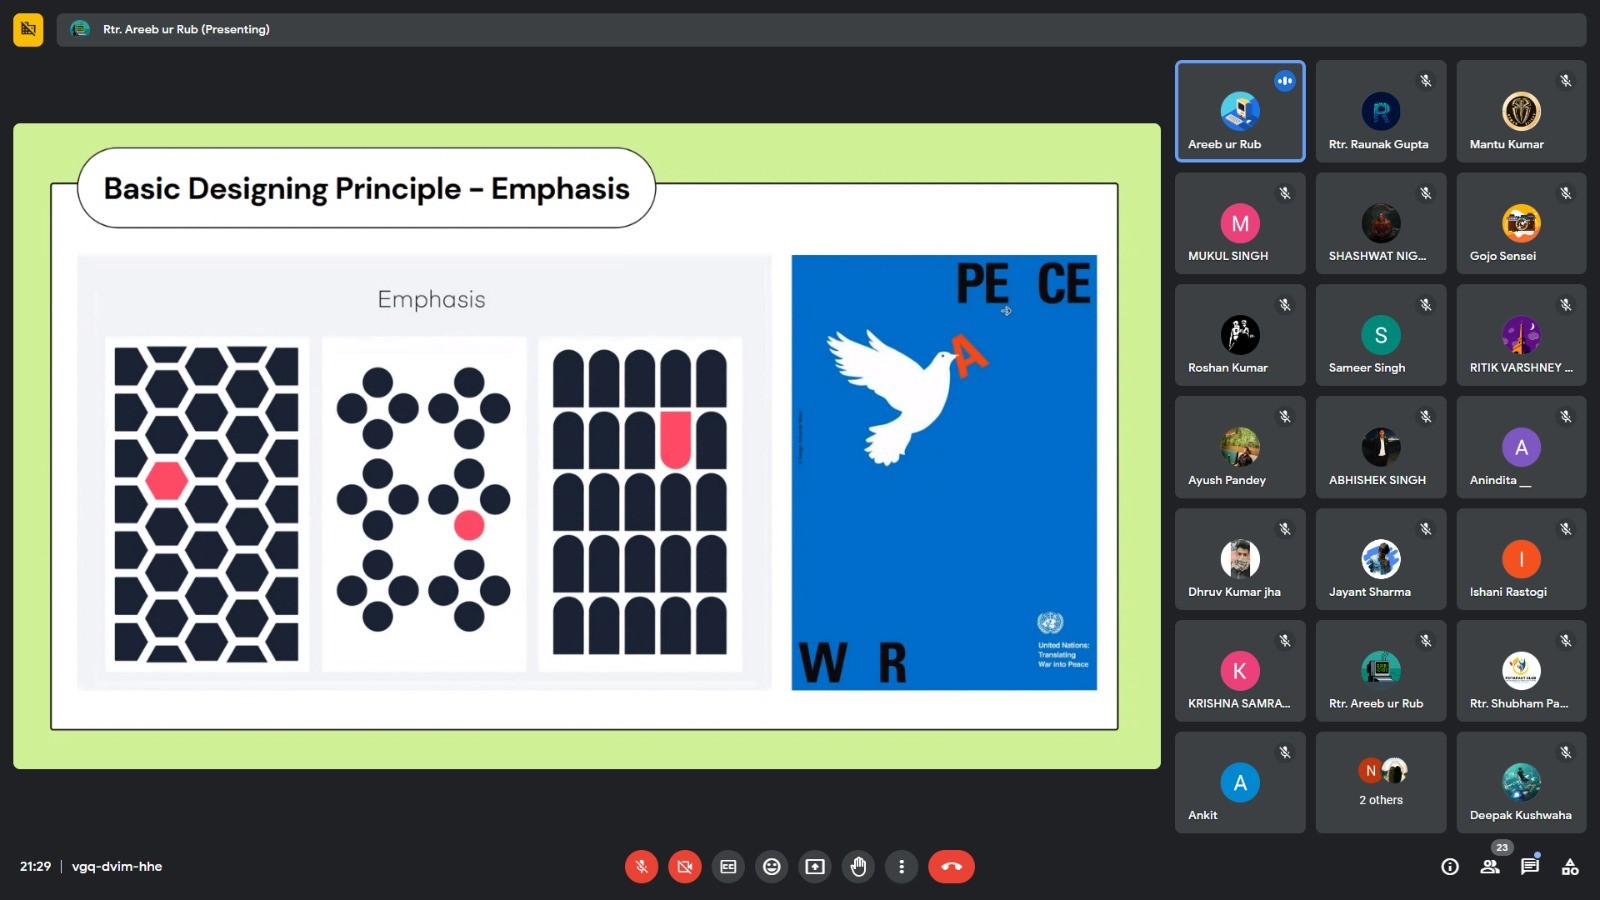 Rtr. Areeb ur Rub (Presenting)
Basic Designing Principle - Emphasis
Emphasis
PE CE
A
W R
United Nations:
Translating
War into Peace
Areeb ur Rub
R
Rtr. Raunak Gupta
Mantu Kumar
M
MUKUL SINGH
SHASHWAT NIG...
Gojo Sensei
Roshan Kumar
S
Sameer Singh
RITIK VARSHNEY ...
Ayush Pandey
ABHISHEK SINGH
A
Anindita __
Dhruv Kumar jha
Jayant Sharma
I
Ishani Rastogi
K
KRISHNA SAMRA...
Rtr. Areeb ur Rub
Rtr. Shubham Pa...
A
Ankit
N
2 others
Deepak Kushwaha
21:29 | vgq-dvim-hhe
23